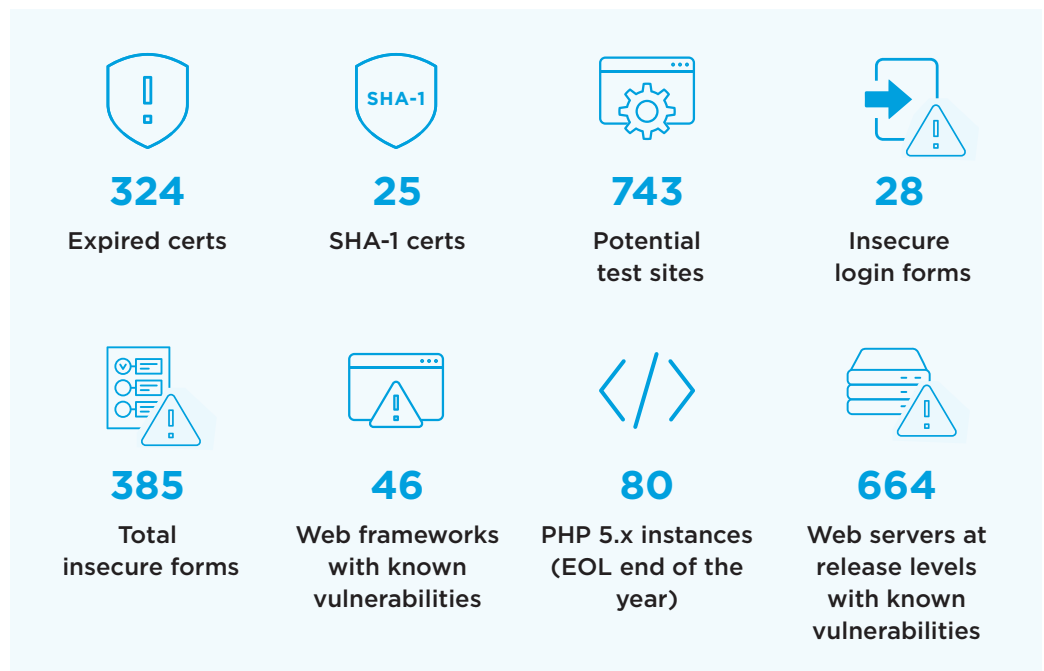 SHA-1
324
Expired certs
25
SHA-1 certs
743
Potential
test sites
28
Insecure
login forms
385
Total
insecure forms
46
Web frameworks
with known
vulnerabilities
80
PHP 5.x instances
(EOL end of the
year)
664
Web servers at
release levels
with known
vulnerabilities